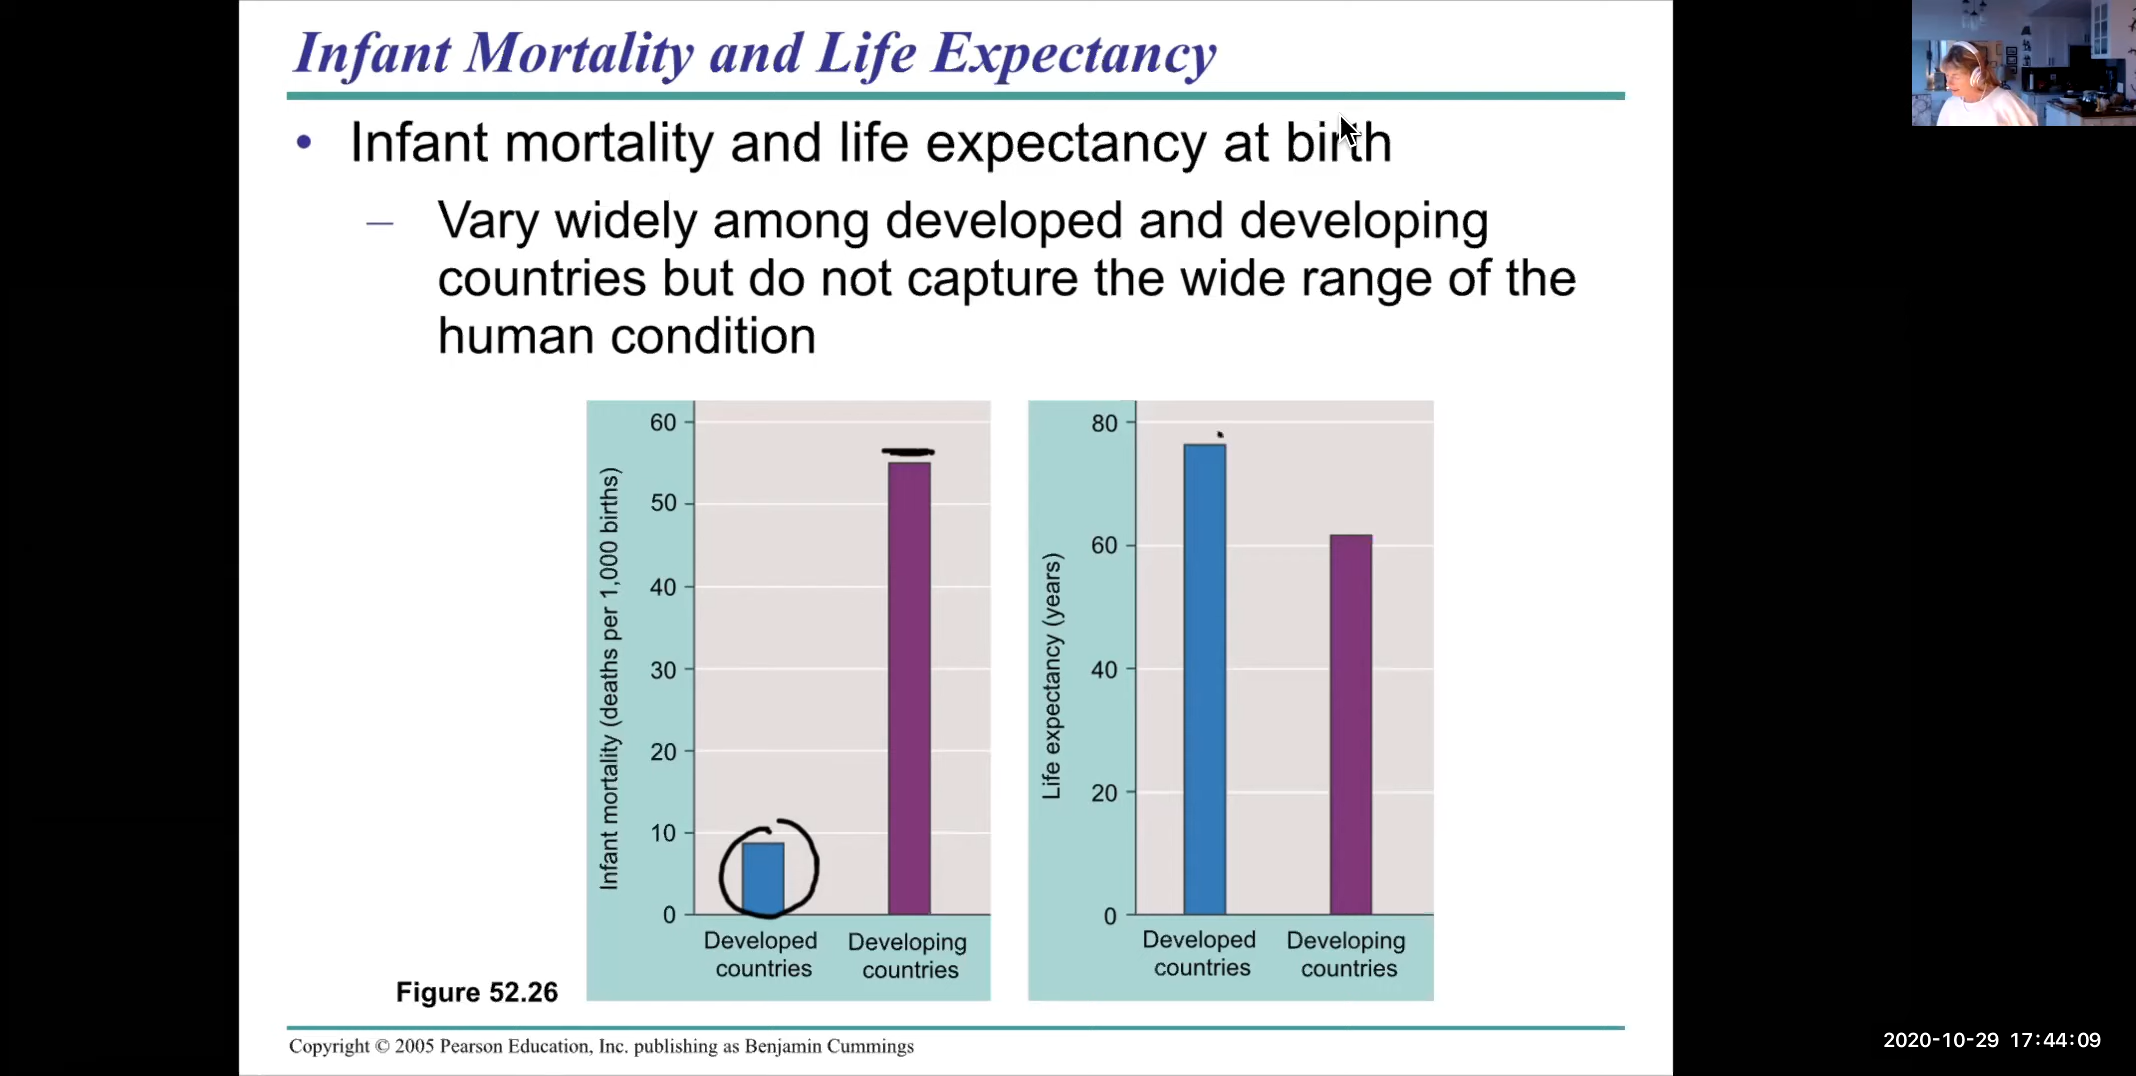 Infant Mortality and Life Expectancy
• Infant mortality and life expectancy at birth
– Vary widely among developed and developing
countries but do not capture the wide range of the
human condition
Infant mortality (deaths per 1,000 births)
60
50
40
30
20
10
0
Developed
countries
Developing
countries
Life expectancy (years)
80
60
40
20
0
Developed
countries
Developing
countries
Figure 52.26
Copyright © 2005 Pearson Education, Inc. publishing as Benjamin Cummings
2020-10-29 17:44:09